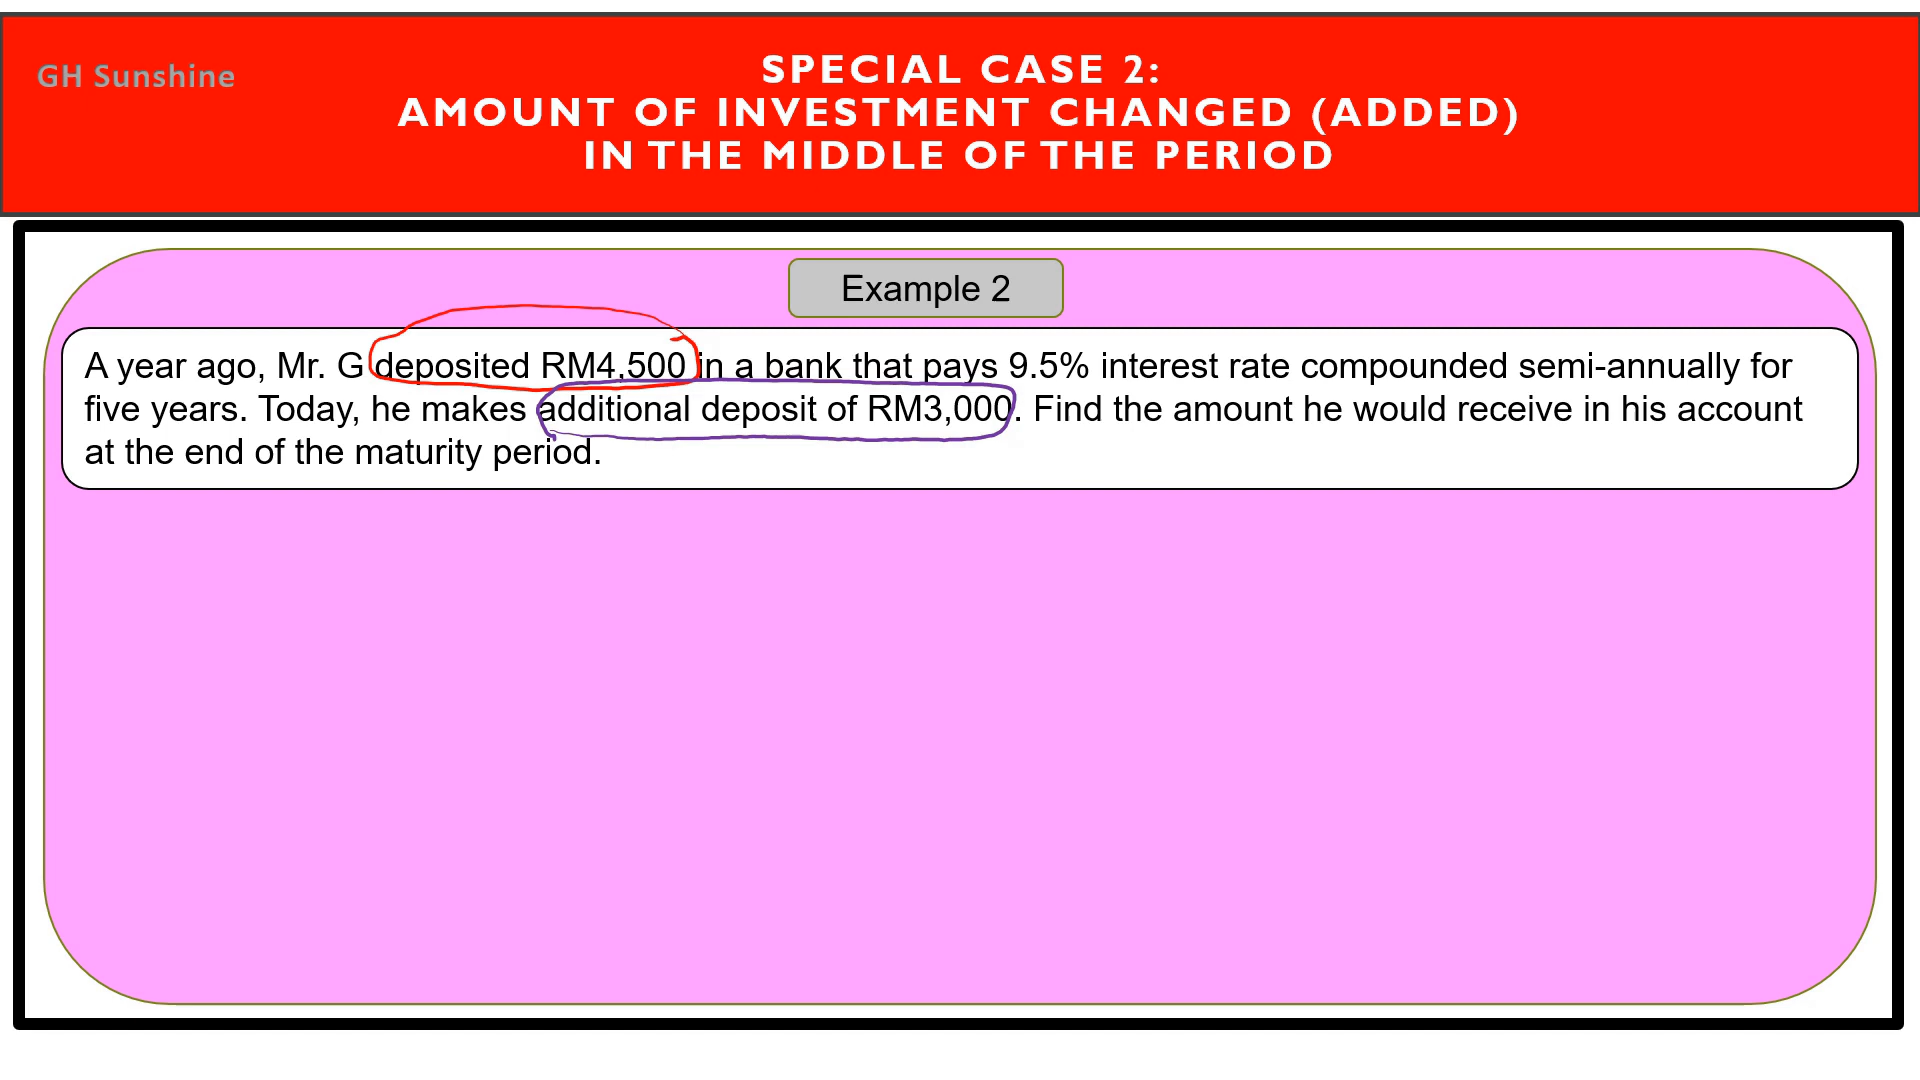 GH Sunshine
SPECIAL CASE 2:
AMOUNT OF INVESTMENT CHANGED (ADDED)
IN THE MIDDLE OF THE PERIOD
Example 2
A year ago, Mr. G deposited RM4,500 in a bank that pays 9.5% interest rate compounded semi-annually for
five years. Today, he makes additional deposit of RM3,000. Find the amount he would receive in his account
at the end of the maturity period.